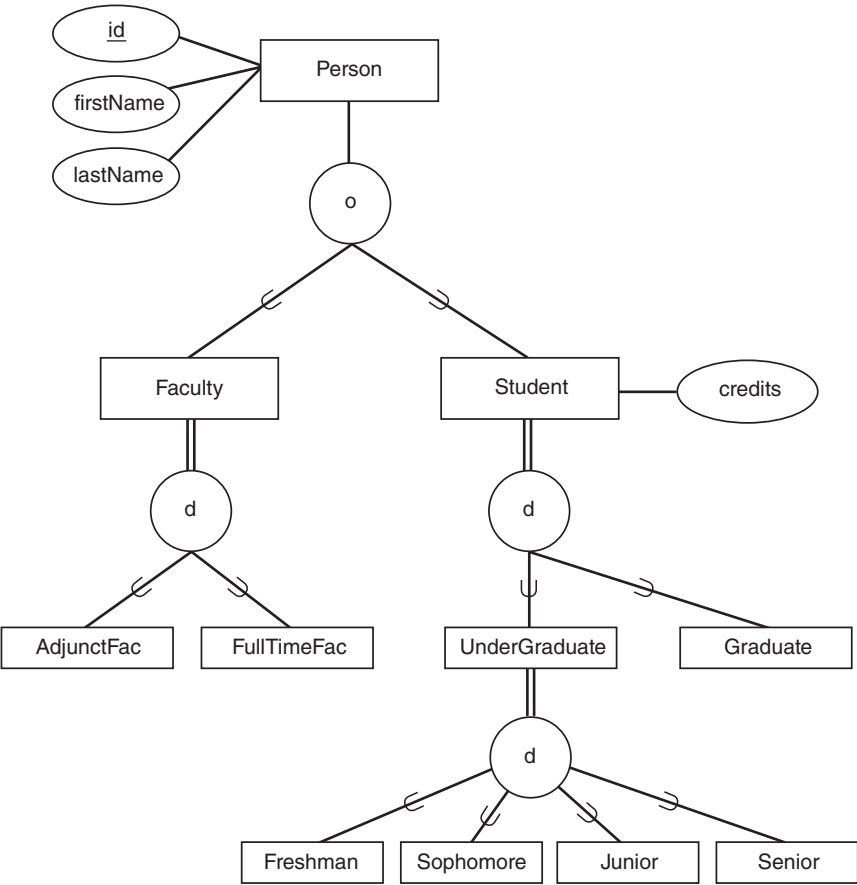 id
Person
firstName
lastName
o
Faculty
Student
credits
d
d
AdjunctFac
FullTimeFac
UnderGraduate
Graduate
d
Freshman
Sophomore
Junior
Senior